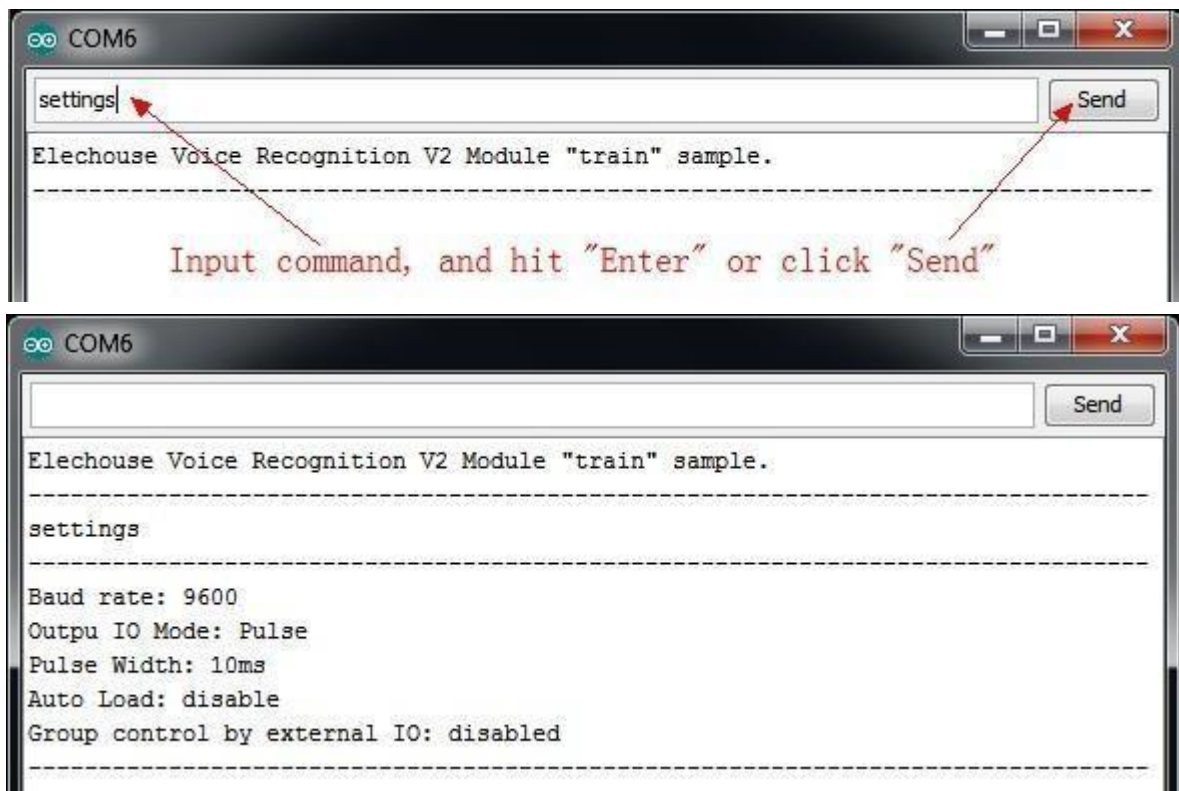 COM6
settings
Send
Elechouse Voice Recognition V2 Module "train" sample.
--------------------------------------------------------------------------------
Input command, and hit "Enter" or click "Send"
COM6
Send
Elechouse Voice Recognition V2 Module "train" sample.
--------------------------------------------------------------------------------
settings
--------------------------------------------------------------------------------
Baud rate: 9600
Outpu IO Mode: Pulse
Pulse Width: 10ms
Auto Load: disable
Group control by external IO: disabled
--------------------------------------------------------------------------------